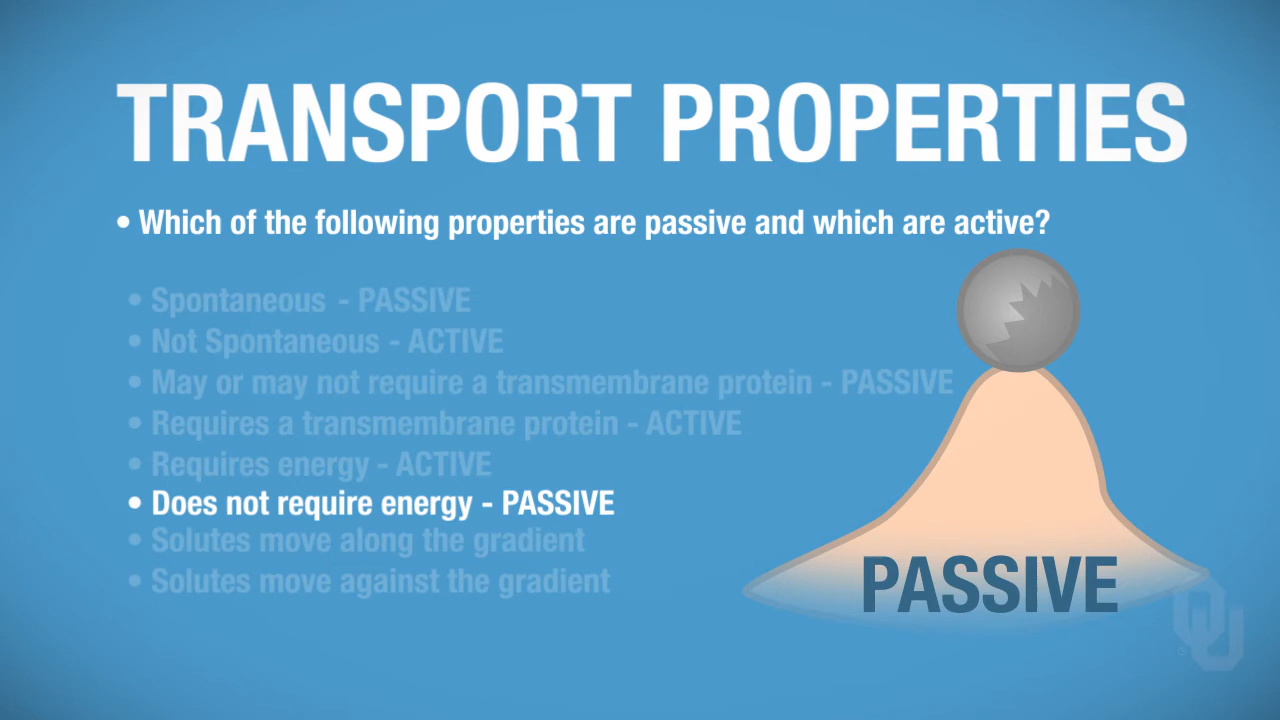 TRANSPORT PROPERTIES
• Which of the following properties are passive and which are active?
• Spontaneous - PASSIVE
• Not Spontaneous - ACTIVE
• May or may not require a transmembrane protein - PASSIVE
• Requires a transmembrane protein - ACTIVE
• Requires energy - ACTIVE
• Does not require energy - PASSIVE
• Solutes move along the gradient
• Solutes move against the gradient
PASSIVE
OU